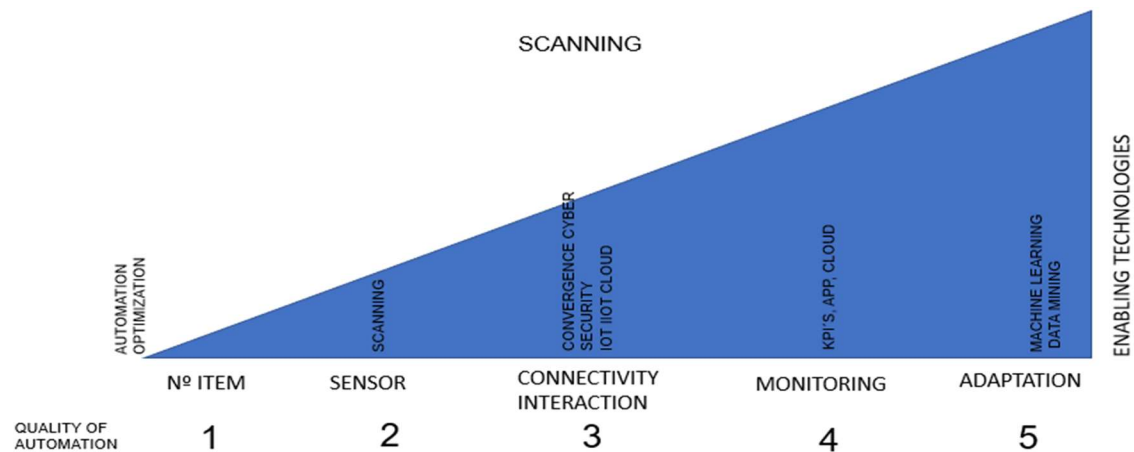 SCANNING
AUTOMATION
OPTIMIZATION
SCANNING
CONVERGENCE CYBER
SECURITY
IOT IIOT CLOUD
KPI'S, APP, CLOUD
MACHINE LEARNING
DATA MINING
ENABLING TECHNOLOGIES
Nº ITEM
SENSOR
CONNECTIVITY
INTERACTION
MONITORING
ADAPTATION
QUALITY OF
AUTOMATION
1
2
3
4
5